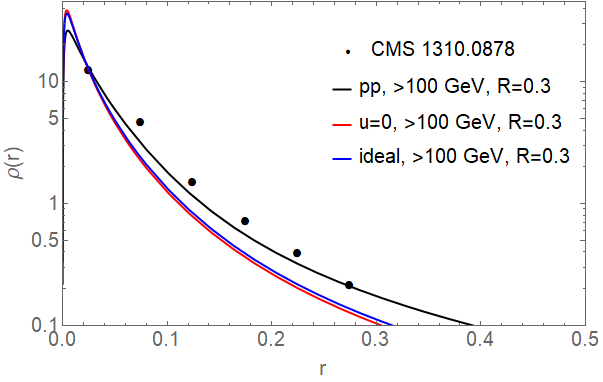 CMS 1310.0878
pp, >100 GeV, R=0.3
u=0, >100 GeV, R=0.3
ideal, >100 GeV, R=0.3
10
5
1
0.5
0.1
ρ(r)
0.0 0.1 0.2 0.3 0.4 0.5
r